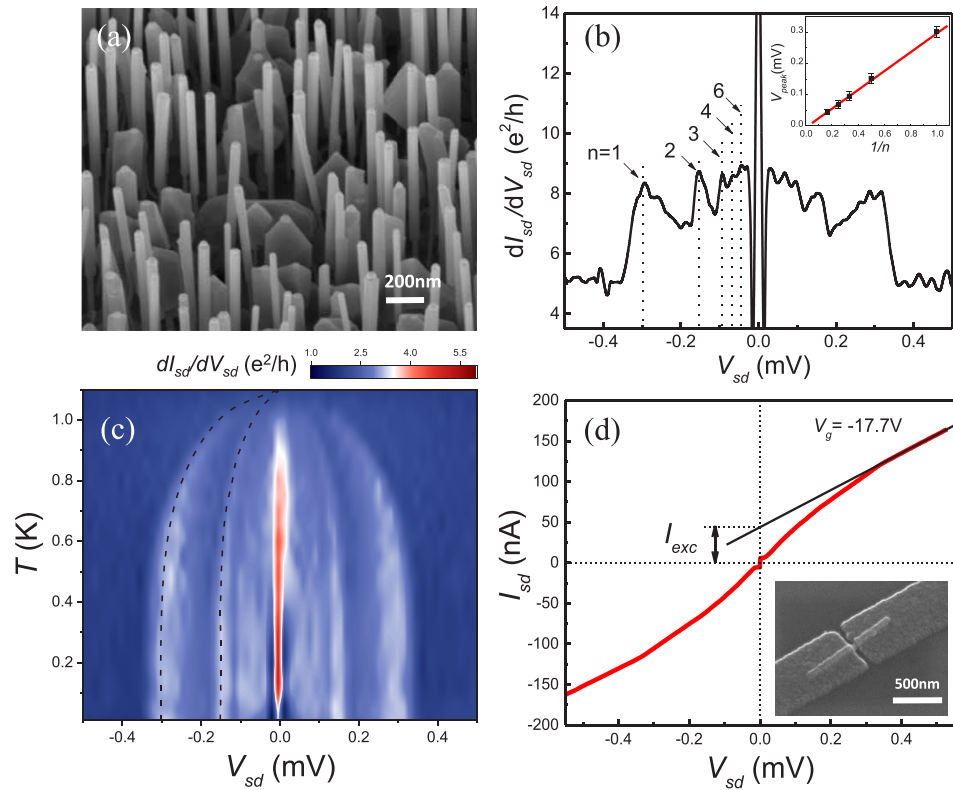 (a)
200nm
(b)
14
12
10
8
6
4
dI_sd/dV_sd (e²/h)
n=1
2
3
4
6
-0.4
-0.2
0.0
0.2
0.4
V_sd (mV)
0.3
0.2
0.1
0.0
V_peak(mV)
0.0 0.2 0.4 0.6 0.8 1.0
1/n
dI_sd/dV_sd (e²/h)
1.0 2.5 4.0 5.5
(c)
1.0
0.8
0.6
0.4
0.2
T (K)
-0.4 -0.2 0.0 0.2 0.4
V_sd (mV)
(d)
V_g= -17.7V
200
150
100
50
0
-50
-100
-150
-200
I_sd (nA)
I_exc
500nm
-0.4 -0.2 0.0 0.2 0.4
V_sd (mV)